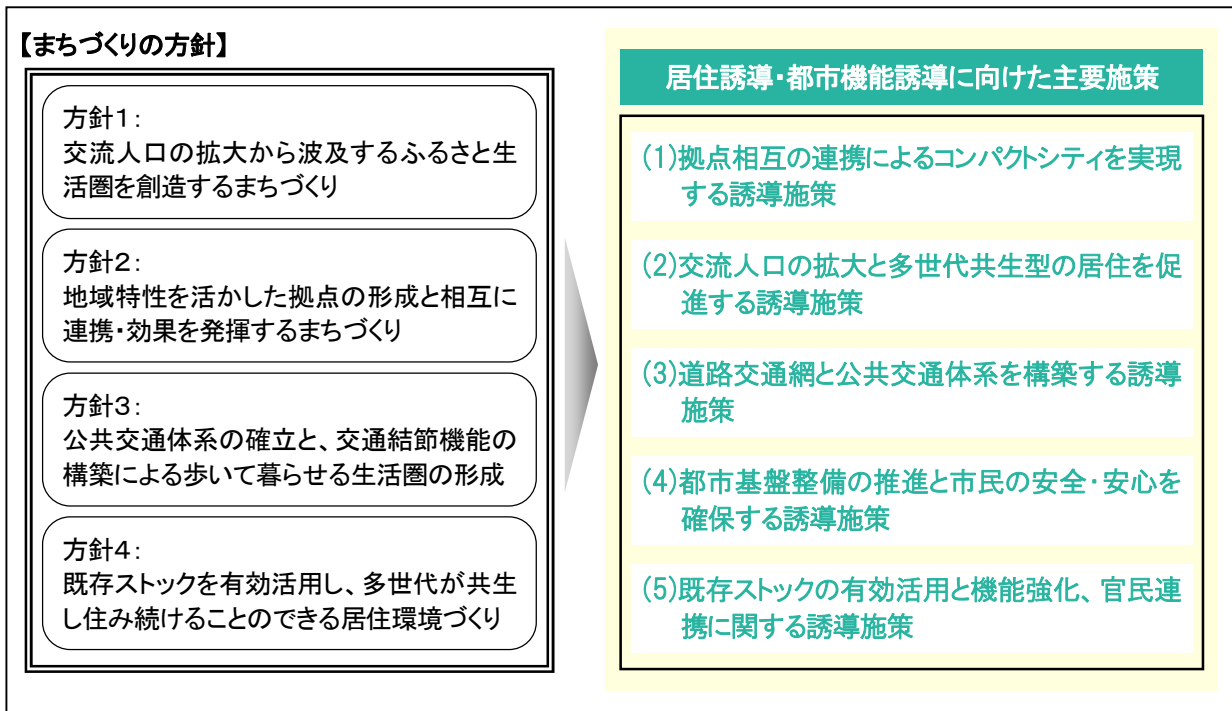 【まちづくりの方針】
方針1:
交流人口の拡大から波及するふるさと生
活圏を創造するまちづくり
方針2:
地域特性を活かした拠点の形成と相互に
連携・効果を発揮するまちづくり
方針3:
公共交通体系の確立と、交通結節機能の
構築による歩いて暮らせる生活圏の形成
方針4:
既存ストックを有効活用し、多世代が共生
し住み続けることのできる居住環境づくり
居住誘導・都市機能誘導に向けた主要施策
(1)拠点相互の連携によるコンパクトシティを実現
する誘導施策
(2)交流人口の拡大と多世代共生型の居住を促
進する誘導施策
(3)道路交通網と公共交通体系を構築する誘導
施策
(4)都市基盤整備の推進と市民の安全・安心を
確保する誘導施策
(5)既存ストックの有効活用と機能強化、官民連
携に関する誘導施策